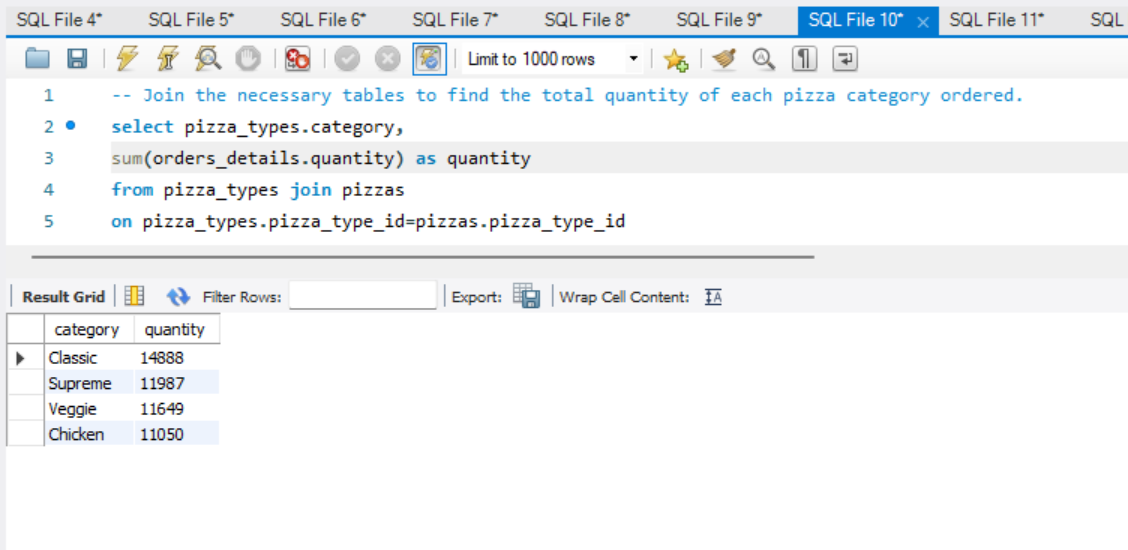 SQL File 4* SQL File 5* SQL File 6* SQL File 7* SQL File 8* SQL File 9* SQL File 10* SQL File 11* SQL
Limit to 1000 rows
1 -- Join the necessary tables to find the total quantity of each pizza category ordered.
2 select pizza_types.category,
3 sum(orders_details.quantity) as quantity
4 from pizza_types join pizzas
5 on pizza_types.pizza_type_id=pizzas.pizza_type_id
Result Grid Filter Rows: Export: Wrap Cell Content: IA
category quantity
Classic 14888
Supreme 11987
Veggie 11649
Chicken 11050